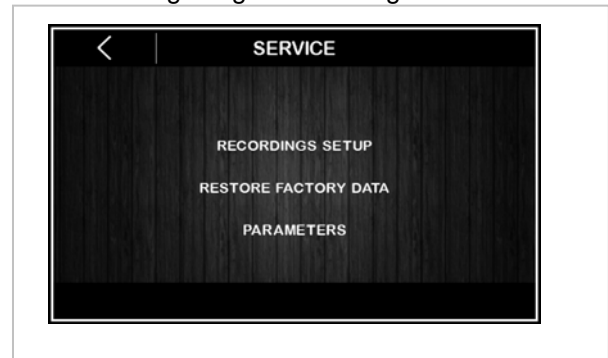 SERVICE
RECORDINGS SETUP
RESTORE FACTORY DATA
PARAMETERS